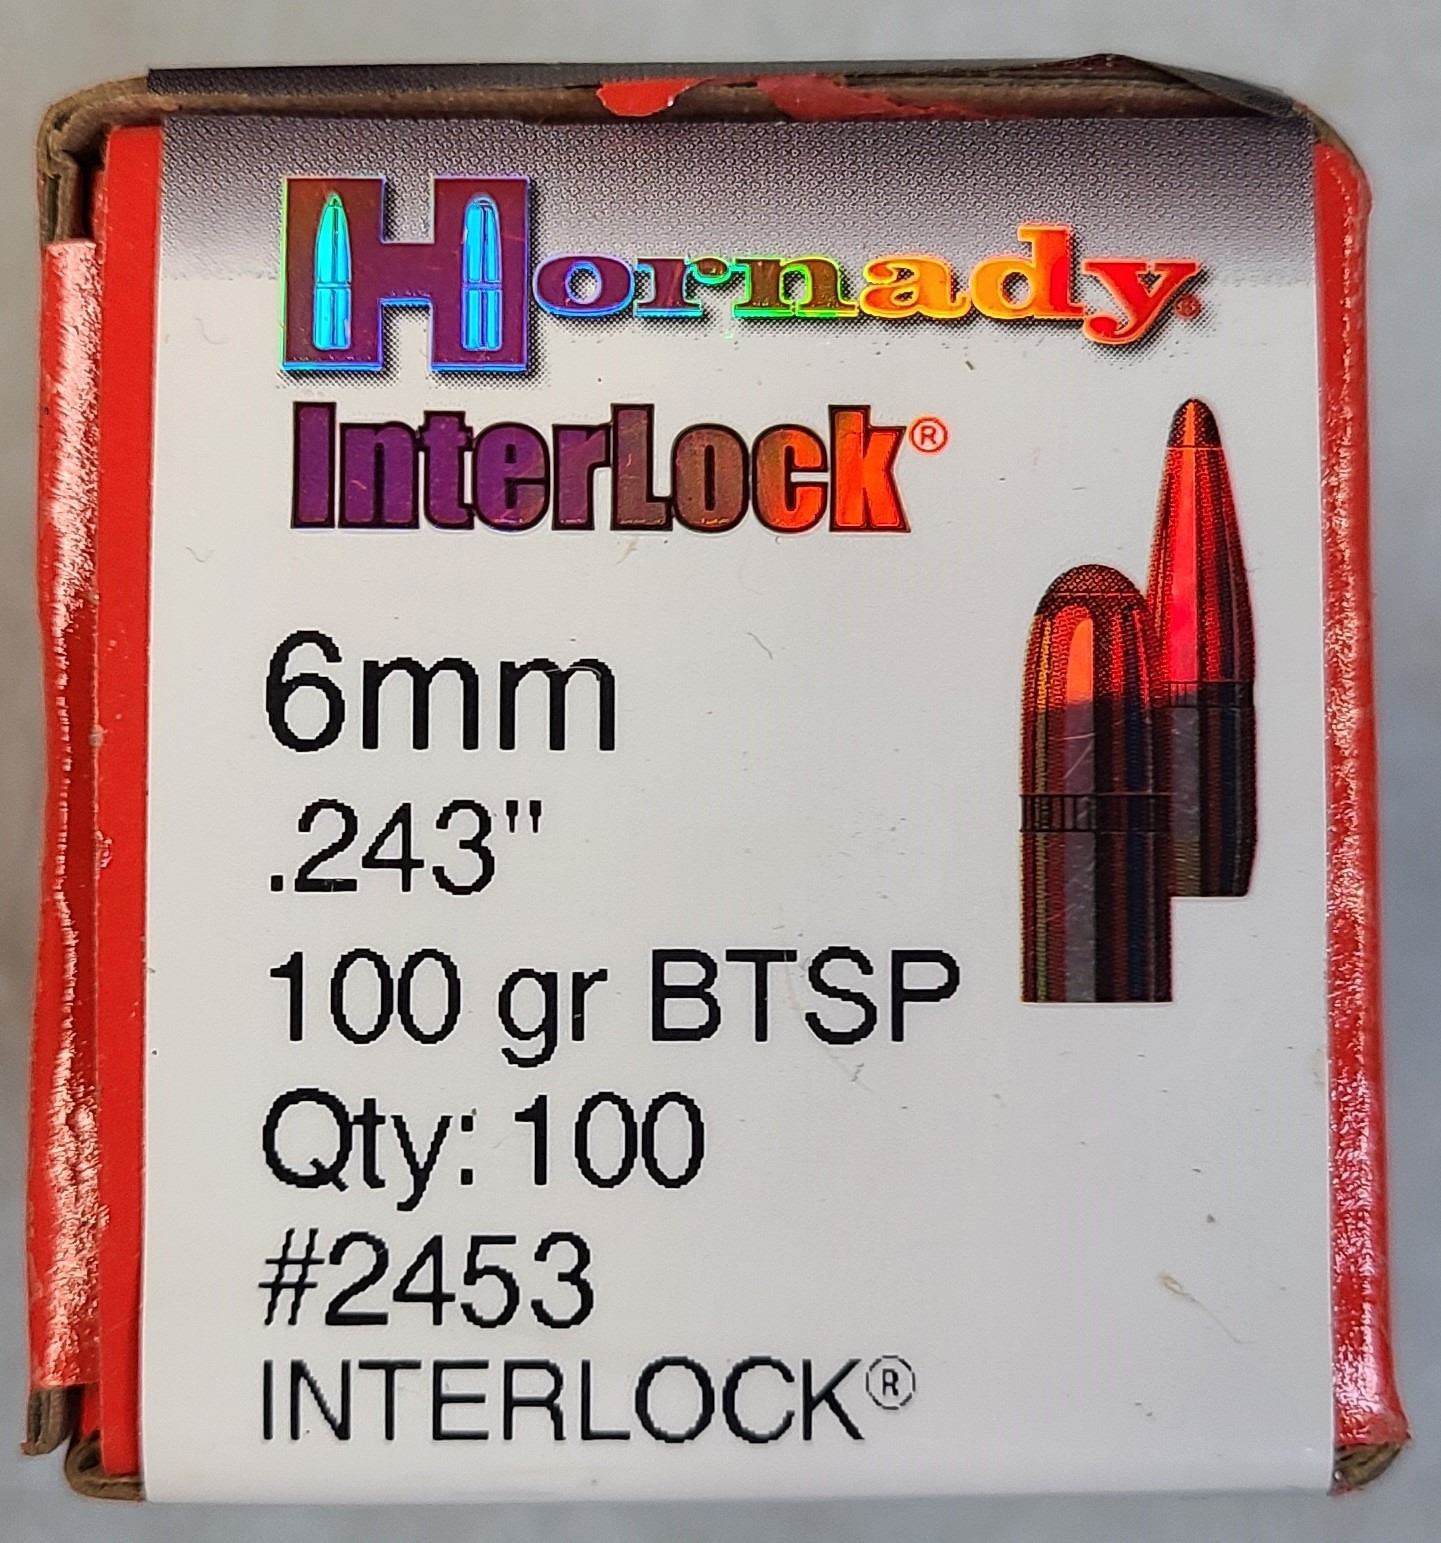 Hornady®
InterLock®
6mm
.243"
100 gr BTSP
Qty: 100
#2453
INTERLOCK®